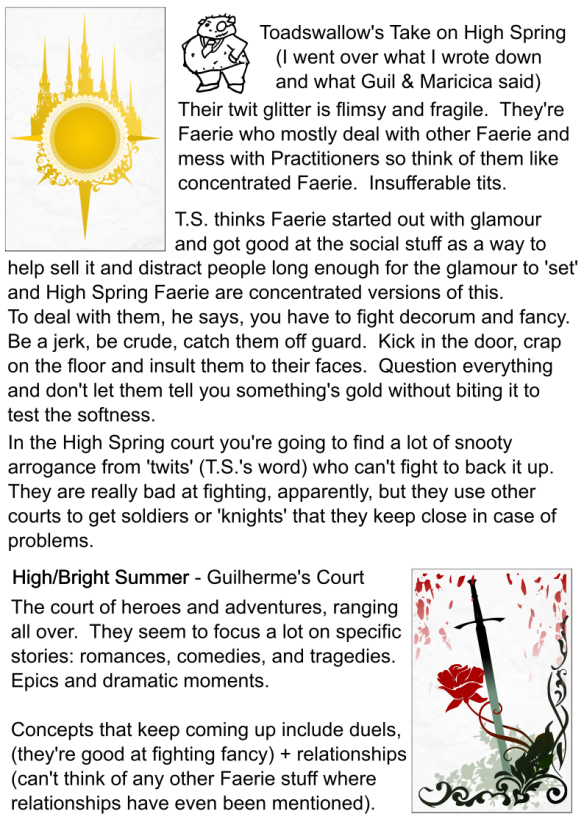 Toadswallow's Take on High Spring
(I went over what I wrote down
and what Guil & Maricica said)
Their twit glitter is flimsy and fragile.  They're
Faerie who mostly deal with other Faerie and
mess with Practitioners so think of them like
concentrated Faerie.  Insufferable tits.
T.S. thinks Faerie started out with glamour
and got good at the social stuff as a way to
help sell it and distract people long enough for the glamour to 'set'
and High Spring Faerie are concentrated versions of this.
To deal with them, he says, you have to fight decorum and fancy.
Be a jerk, be crude, catch them off guard.  Kick in the door, crap
on the floor and insult them to their faces.  Question everything
and don't let them tell you something's gold without biting it to
test the softness.
In the High Spring court you're going to find a lot of snooty
arrogance from 'twits' (T.S.'s word) who can't fight to back it up.
They are really bad at fighting, apparently, but they use other
courts to get soldiers or 'knights' that they keep close in case of
problems.
High/Bright Summer - Guilherme's Court
The court of heroes and adventures, ranging
all over.  They seem to focus a lot on specific
stories: romances, comedies, and tragedies.
Epics and dramatic moments.
Concepts that keep coming up include duels,
(they're good at fighting fancy) + relationships
(can't think of any other Faerie stuff where
relationships have even been mentioned).